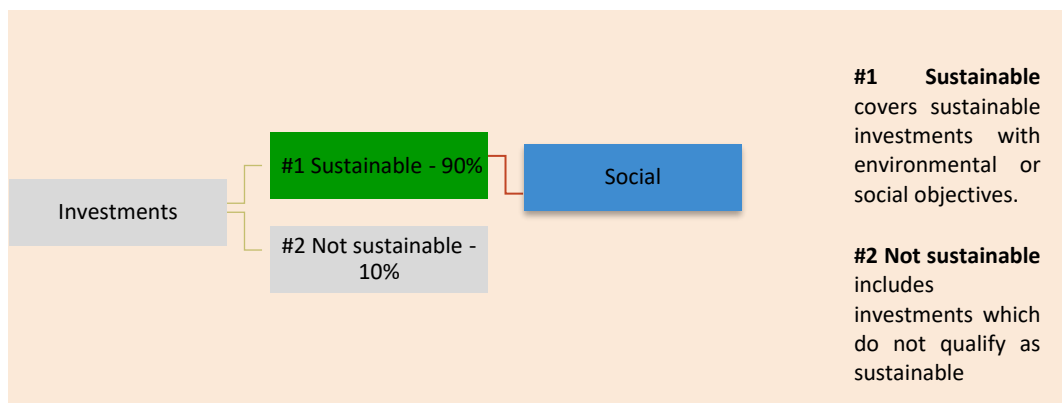 Investments
#1 Sustainable - 90%
#2 Not sustainable -
10%
Social
#1 Sustainable
covers sustainable
investments with
environmental or
social objectives.
#2 Not sustainable
includes
investments which
do not qualify as
sustainable